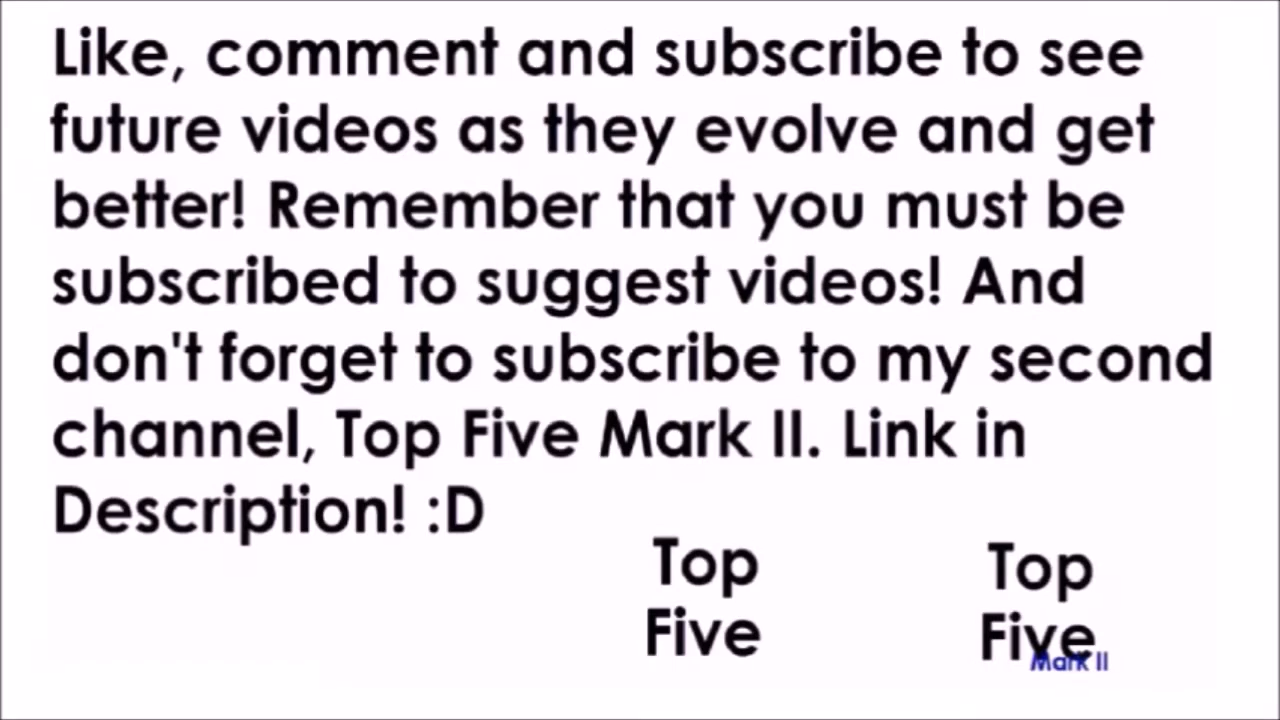 Like, comment and subscribe to see
future videos as they evolve and get
better! Remember that you must be
subscribed to suggest videos! And
don't forget to subscribe to my second
channel, Top Five Mark II. Link in
Description! :D
Top
Five
Top
Five
Mark II